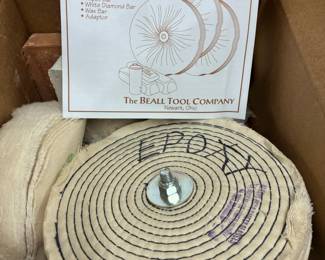 • White Diamond Bar
• Wax Bar
• Adaptor
THE BEALL TOOL COMPANY
Newark, Ohio
EPOXY